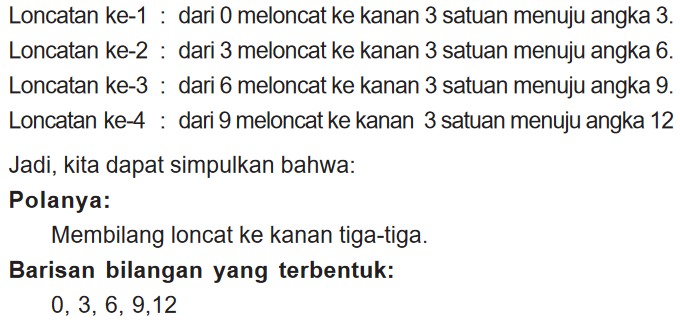 Loncatan ke-1 : dari 0 meloncat ke kanan 3 satuan menuju angka 3.
Loncatan ke-2 : dari 3 meloncat ke kanan 3 satuan menuju angka 6.
Loncatan ke-3 : dari 6 meloncat ke kanan 3 satuan menuju angka 9.
Loncatan ke-4 : dari 9 meloncat ke kanan 3 satuan menuju angka 12
Jadi, kita dapat simpulkan bahwa:
Polanya:
Membilang loncat ke kanan tiga-tiga.
Barisan bilangan yang terbentuk:
0, 3, 6, 9,12